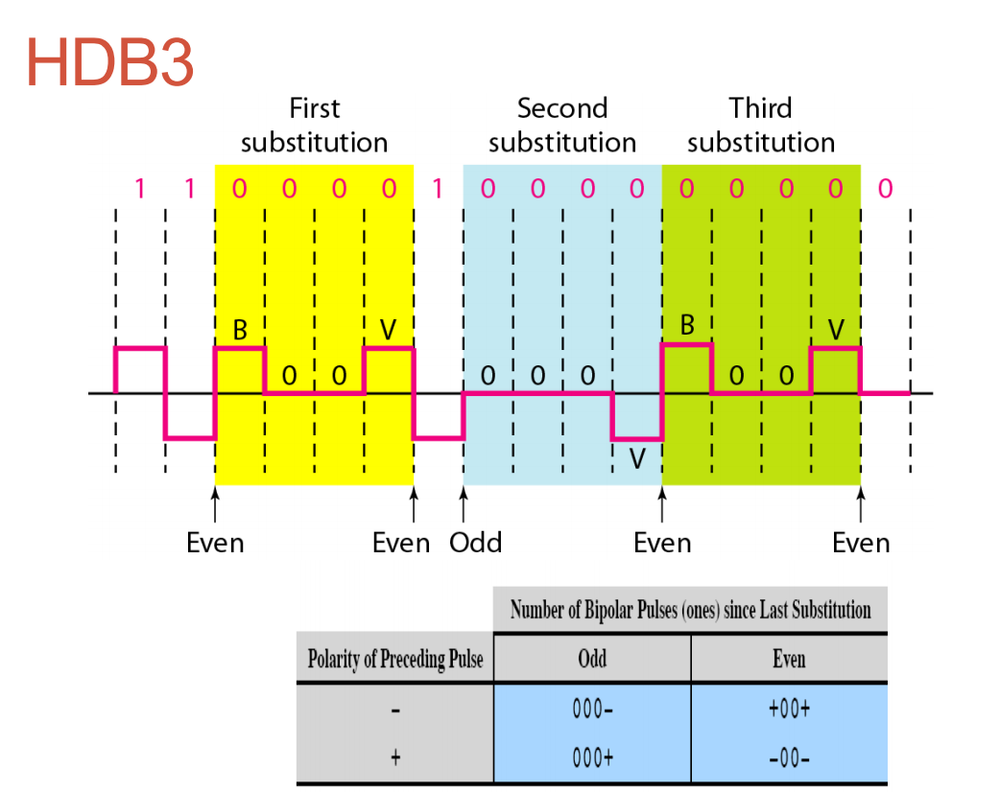 HDB3
First substitution
Second substitution
Third substitution
1 1 0 0 0 0 1 0 0 0 0 0 0 0 0 0
B V B V
0 0 0 0 0 0 0
V
Even Even Odd Even Even
Number of Bipolar Pulses (ones) since Last Substitution
Polarity of Preceding Pulse Odd Even
– 000– +00+
+ 000+ –00–